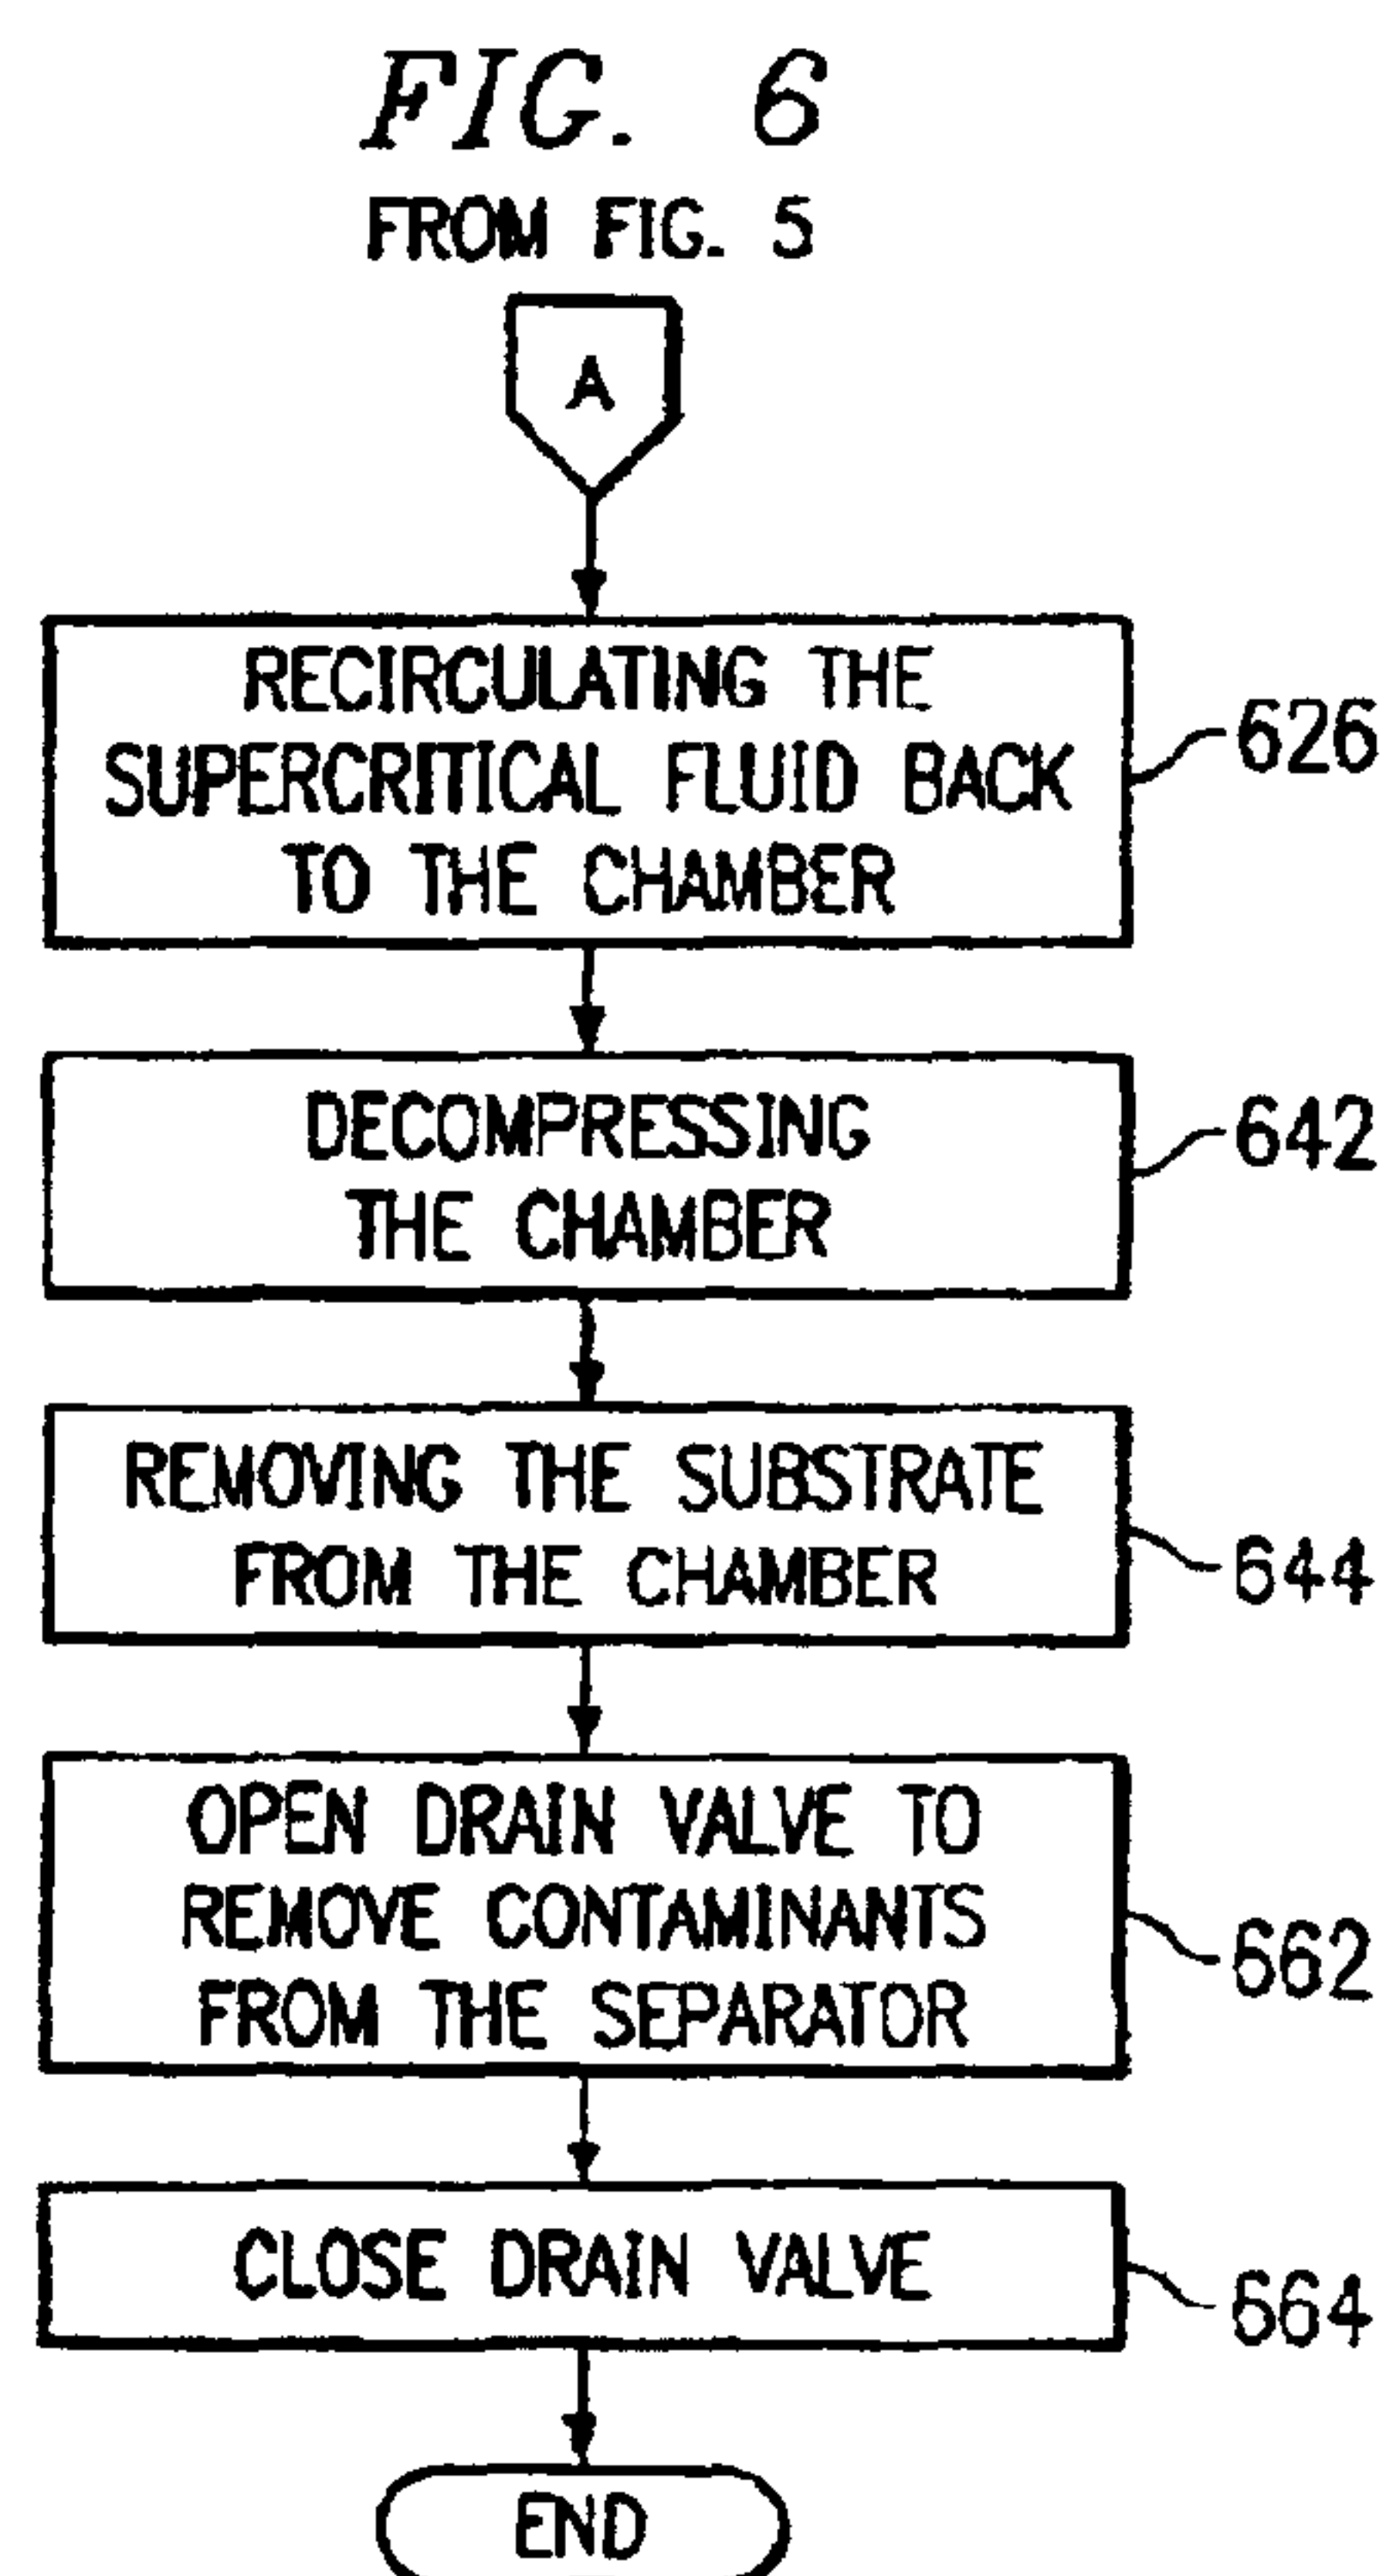 FIG. 6
FROM FIG. 5
A
RECIRCULATING THE
SUPERCRITICAL FLUID BACK
TO THE CHAMBER
626
DECOMPRESSING
THE CHAMBER
642
REMOVING THE SUBSTRATE
FROM THE CHAMBER
644
OPEN DRAIN VALVE TO
REMOVE CONTAMINANTS
FROM THE SEPARATOR
662
CLOSE DRAIN VALVE
664
END